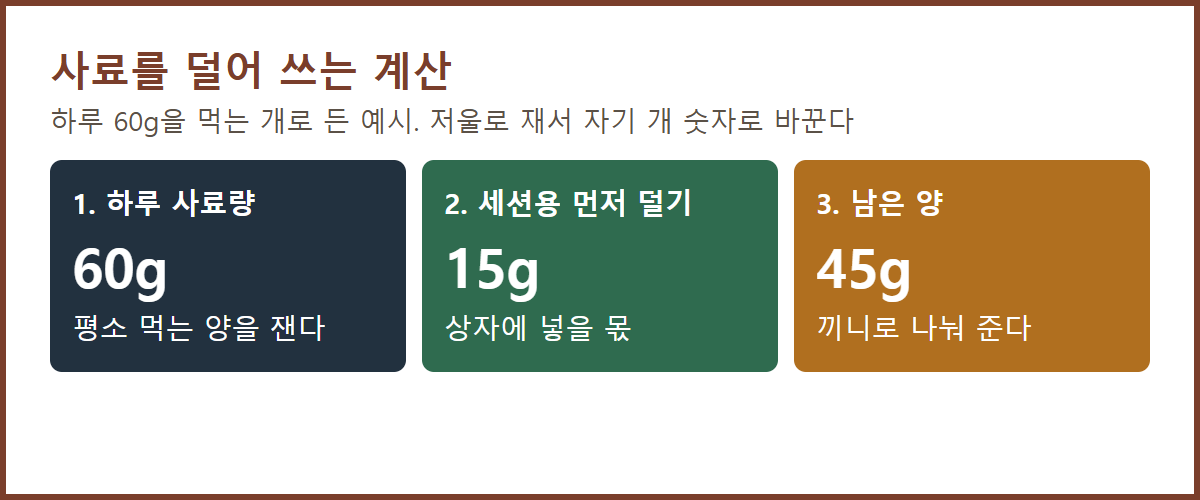 사료를 덜어 쓰는 계산
하루 60g을 먹는 개로 든 예시. 저울로 재서 자기 개 숫자로 바꾼다
1. 하루 사료량
60g
평소 먹는 양을 잰다
2. 세션용 먼저 덜기
15g
상자에 넣을 몫
3. 남은 양
45g
끼니로 나눠 준다